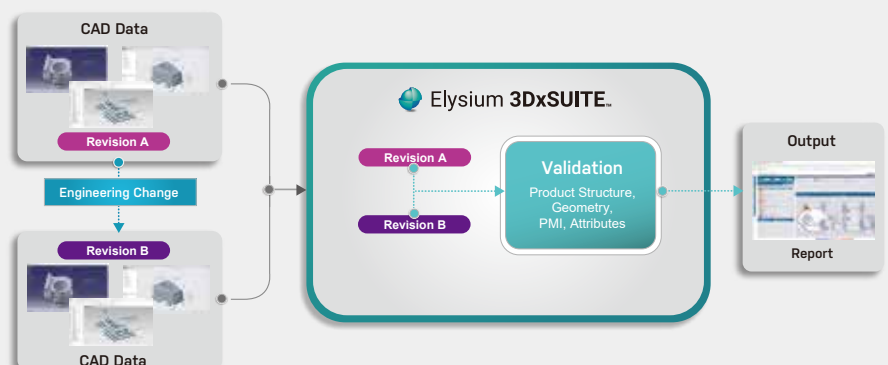 CAD Data
Revision A
Engineering Change
Revision B
CAD Data
Elysium 3DxSUITE™
Revision A
Revision B
Validation
Product Structure,
Geometry,
PMI, Attributes
Output
Report